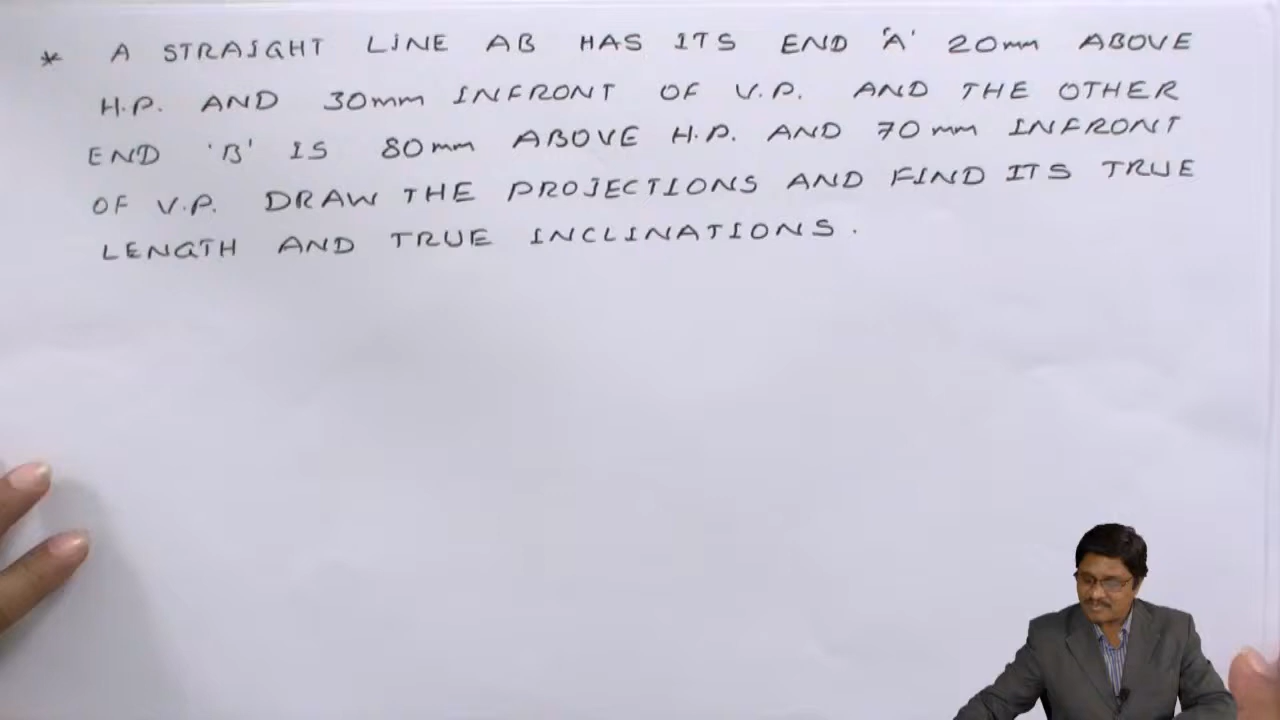 * A STRAIGHT LINE AB HAS ITS END 'A' 20mm ABOVE
H.P. AND 30mm INFRONT OF V.P. AND THE OTHER
END 'B' IS 80mm ABOVE H.P. AND 70mm INFRONT
OF V.P. DRAW THE PROJECTIONS AND FIND ITS TRUE
LENGTH AND TRUE INCLINATIONS.